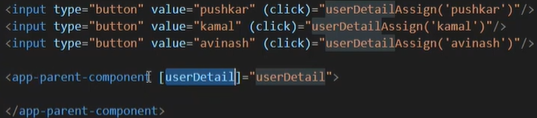 <input type="button" value="pushkar" (click)="userDetailAssign('pushkar')"/>
<input type="button" value="kamal" (click)="userDetailAssign('kamal')"/>
<input type="button" value="avinash" (click)="userDetailAssign('avinash')"/>
<app-parent-component [userDetail]="userDetail">
</app-parent-component>